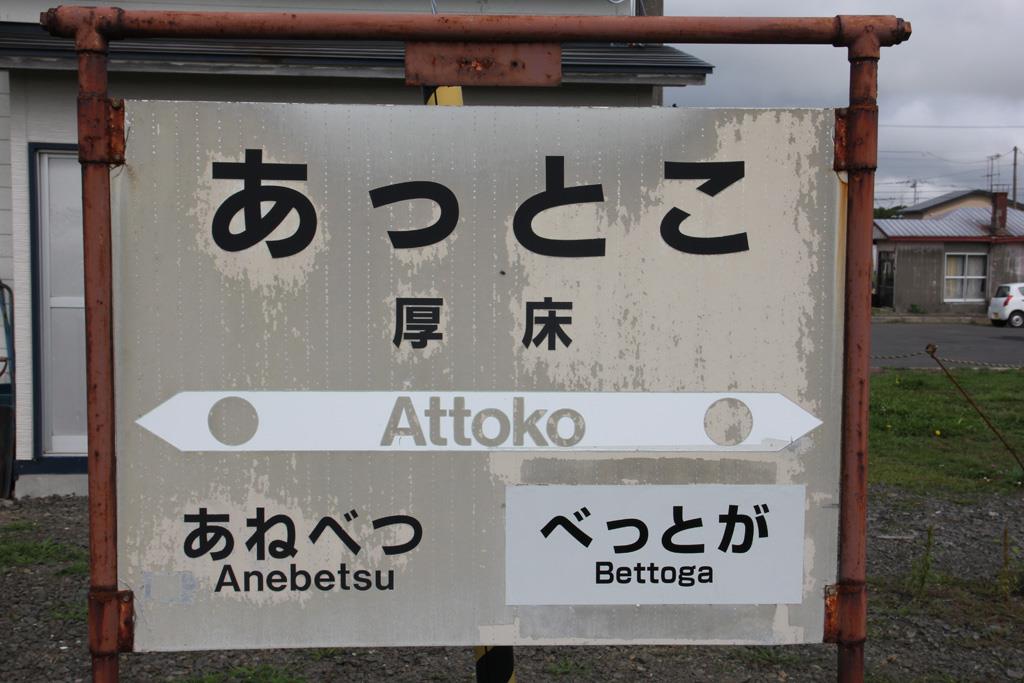 あっとこ
厚床
Attoko
あねべつ
Anebetsu
べっとが
Bettoga